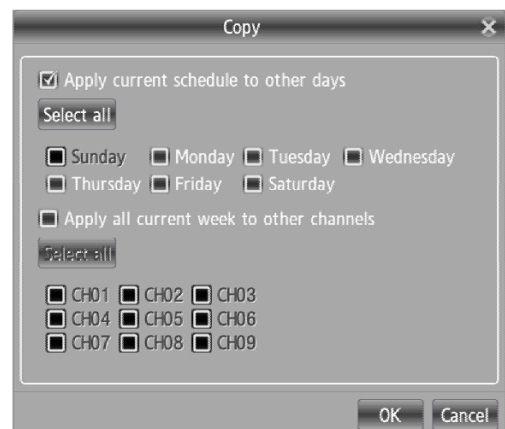 Copy
Apply current schedule to other days
Select all
Sunday Monday Tuesday Wednesday
Thursday Friday Saturday
Apply all current week to other channels
Select all
CH01 CH02 CH03
CH04 CH05 CH06
CH07 CH08 CH09
OK Cancel